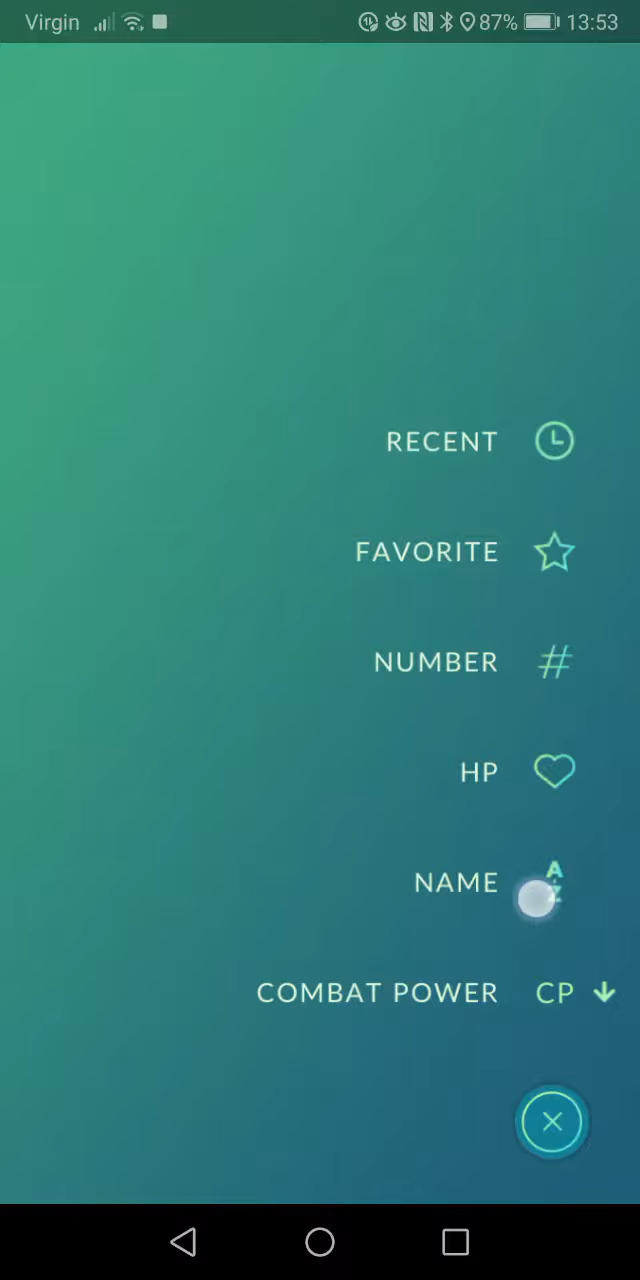 Virgin 87% 13:53
RECENT
FAVORITE
NUMBER #
HP
NAME A
COMBAT POWER CP